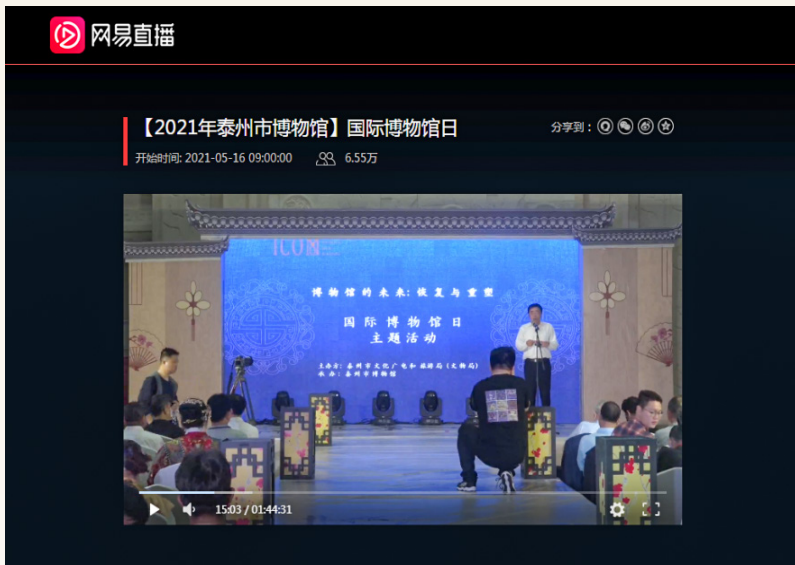 网易直播
【2021年泰州市博物馆】国际博物馆日
分享到：
开始时间: 2021-05-16 09:00:00 6.55万
博物馆的未来：恢复与重塑
国际博物馆日
主题活动
主办方：泰州市文化广电和旅游局（文物局）
承办：泰州市博物馆
15:03 / 01:44:31